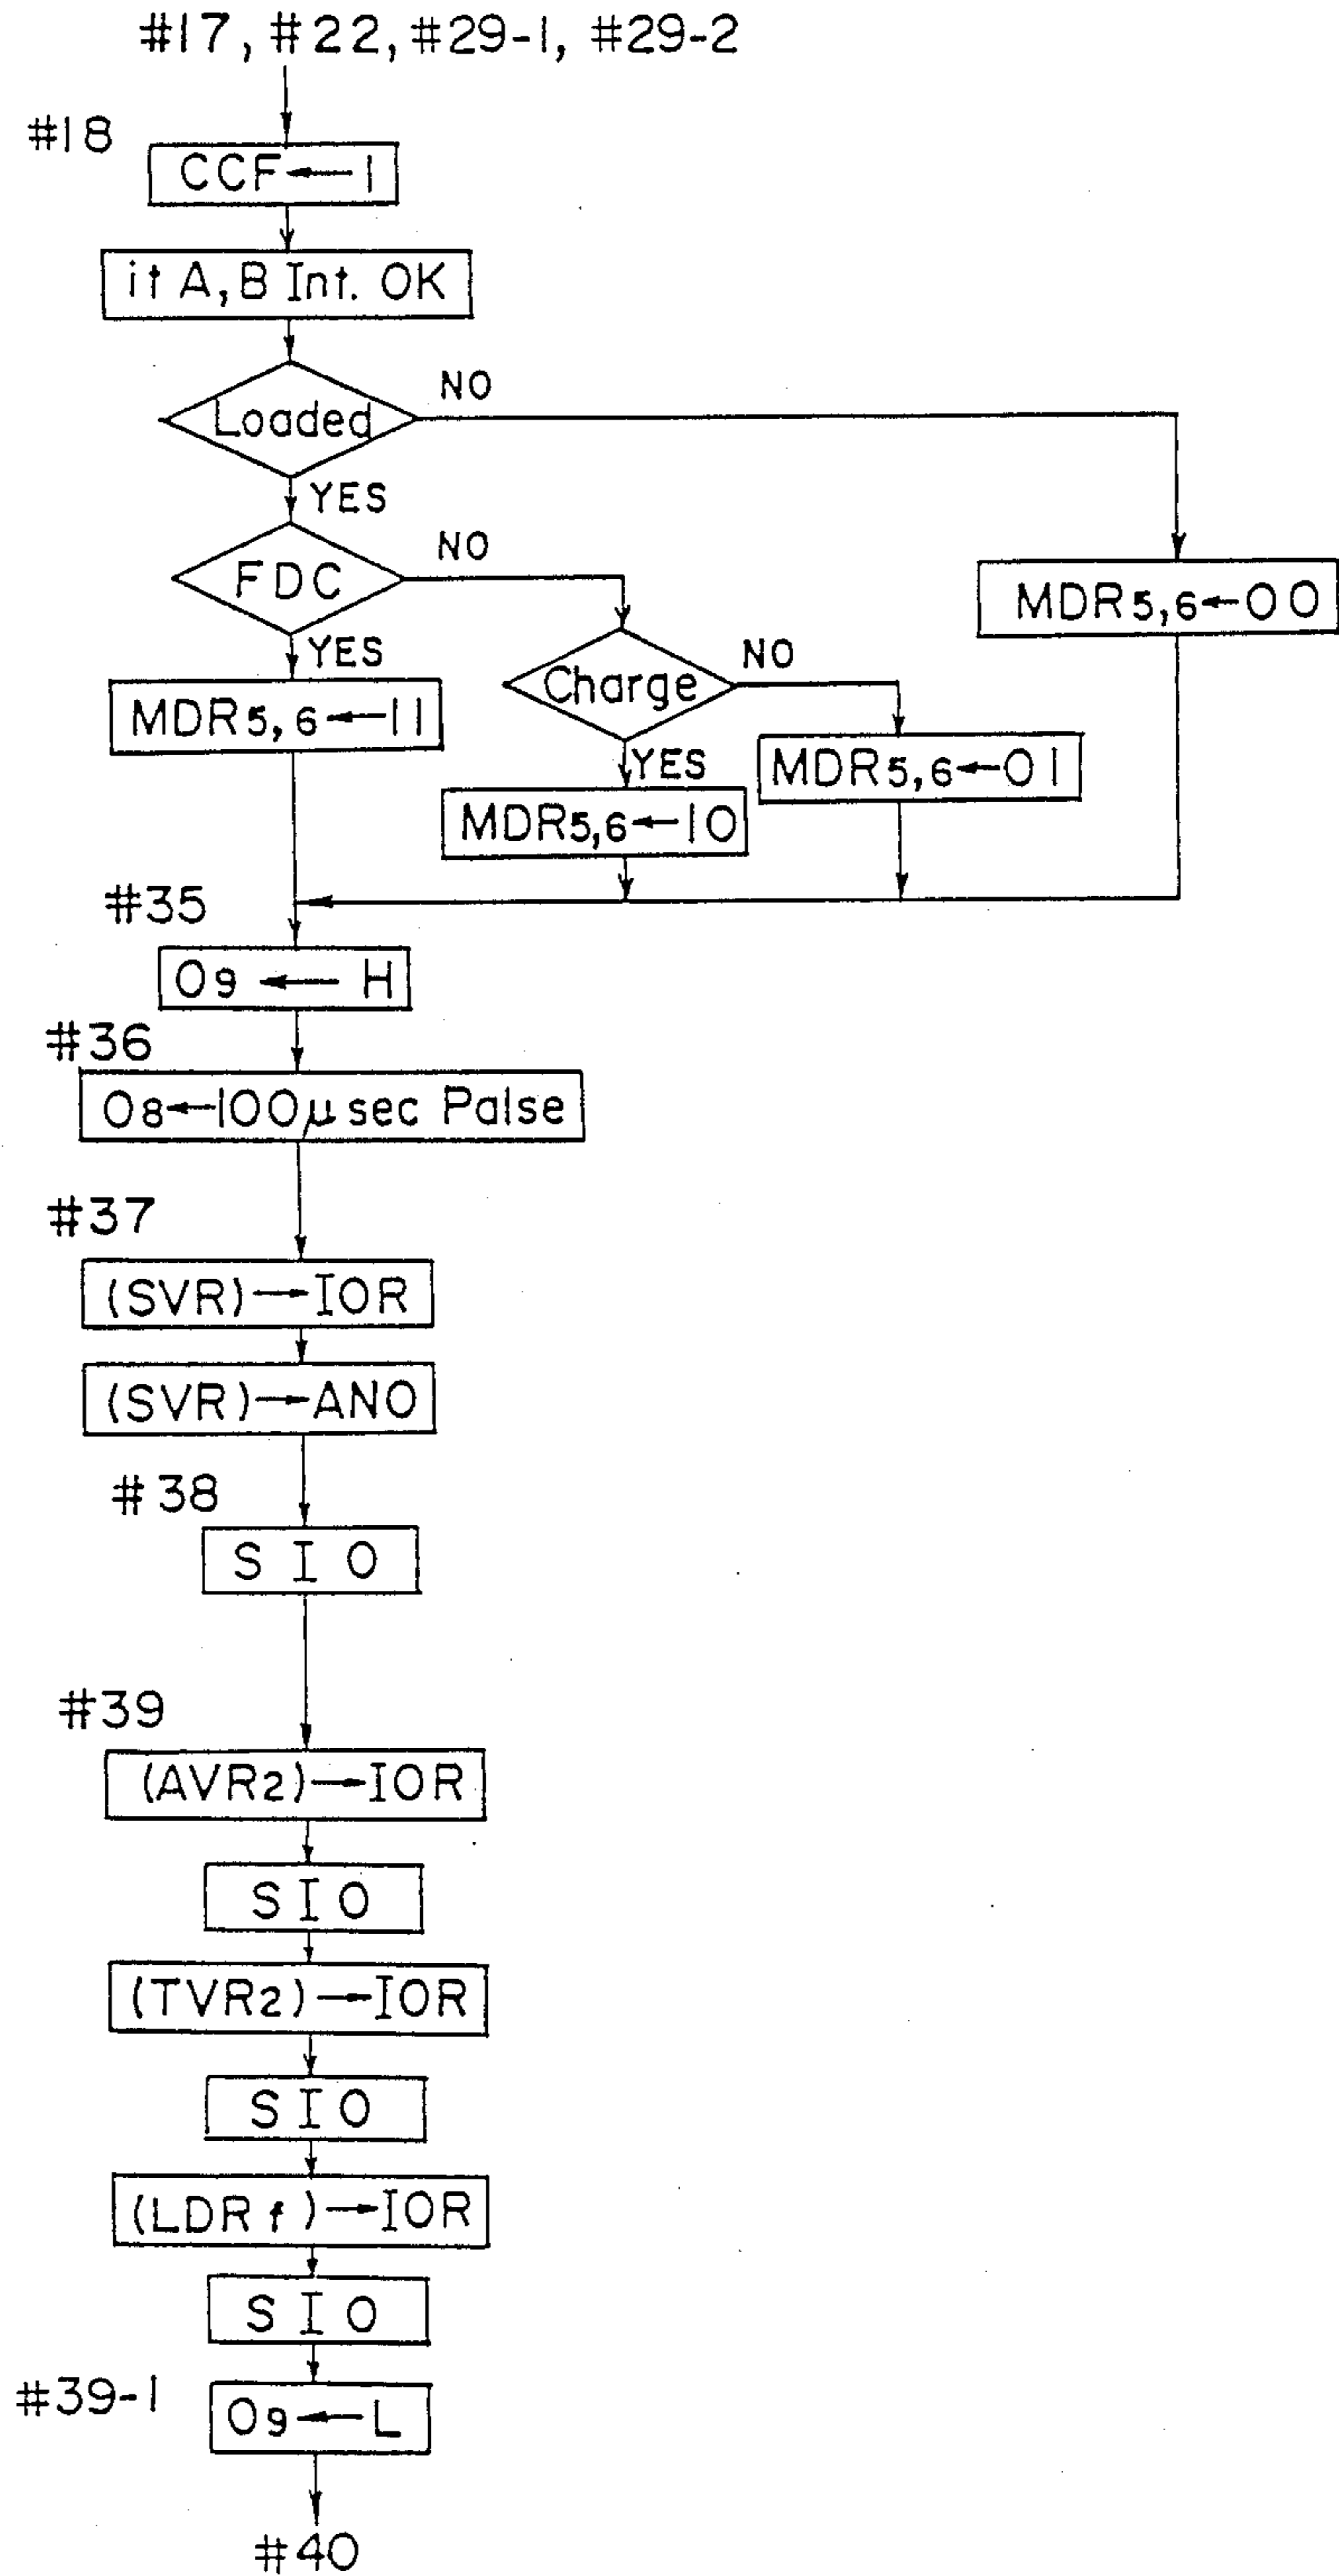 #17, #22, #29-1, #29-2
#18
CCF←1
itA,B Int. OK
Loaded
NO
YES
FDC
NO
YES
MDR5,6←11
Charge
NO
YES
MDR5,6←10
MDR5,6←01
MDR5,6←00
#35
O9 ← H
#36
O8←100μsec Palse
#37
(SVR)→IOR
(SVR)→ANO
#38
SIO
#39
(AVR2)→IOR
SIO
(TVR2)→IOR
SIO
(LDRf)→IOR
SIO
#39-1
O9←L
#40